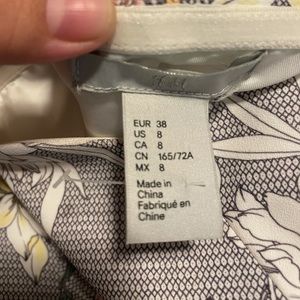 EUR 38
US 8
CA 8
CN 165/72A
MX 8
Made in
China
Fabriqué en
Chine